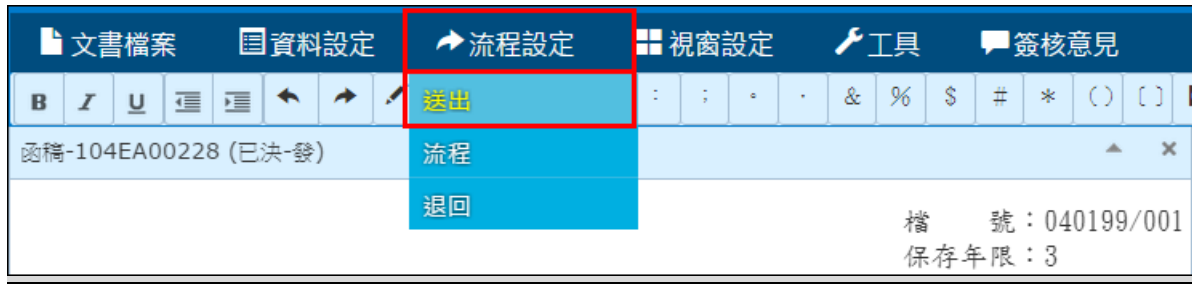 文書檔案 資料設定 流程設定 視窗設定 工具 簽核意見
B I U 送出 : ; 。 · & % $ # * () 〔〕
函稿-104EA00228 (已決-發) 流程
退回
檔 號：040199/001
保存年限：3